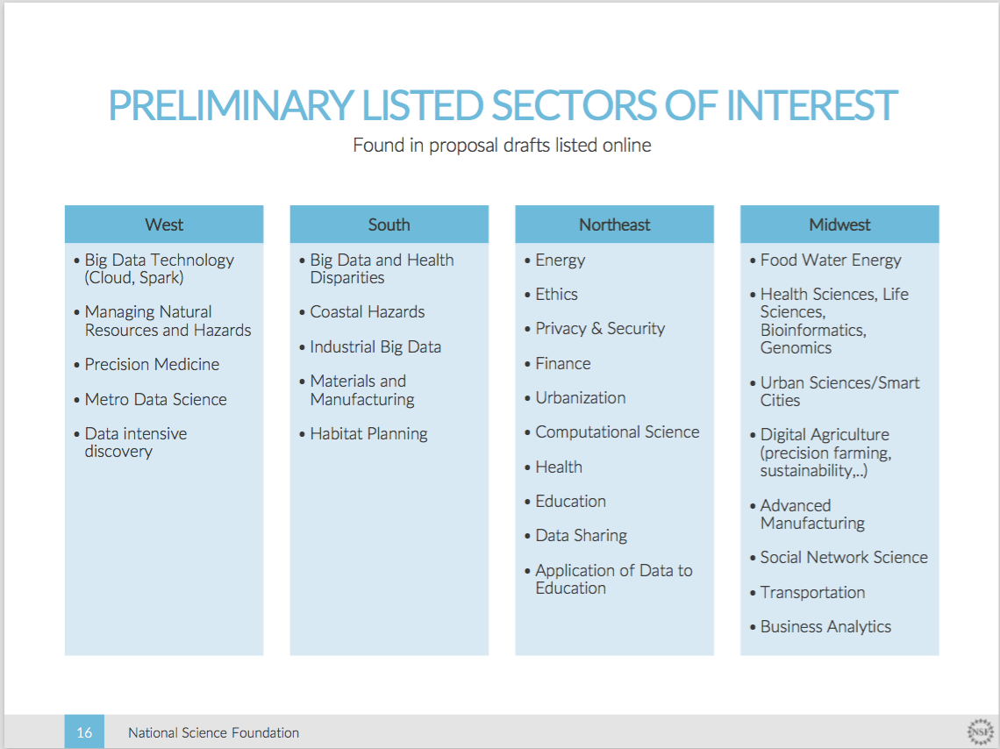 PRELIMINARY LISTED SECTORS OF INTEREST
Found in proposal drafts listed online
West
• Big Data Technology
(Cloud, Spark)
• Managing Natural
Resources and Hazards
• Precision Medicine
• Metro Data Science
• Data intensive
discovery
South
• Big Data and Health
Disparities
• Coastal Hazards
• Industrial Big Data
• Materials and
Manufacturing
• Habitat Planning
Northeast
• Energy
• Ethics
• Privacy & Security
• Finance
• Urbanization
• Computational Science
• Health
• Education
• Data Sharing
• Application of Data to
Education
Midwest
• Food Water Energy
• Health Sciences, Life
Sciences,
Bioinformatics,
Genomics
• Urban Sciences/Smart
Cities
• Digital Agriculture
(precision farming,
sustainability,..)
• Advanced
Manufacturing
• Social Network Science
• Transportation
• Business Analytics
16
National Science Foundation
NSF